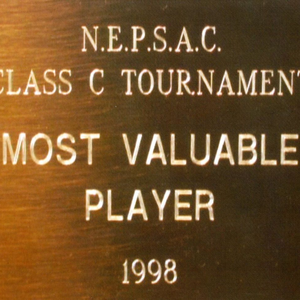 N.E.P.S.A.C.
CLASS C TOURNAMENT
MOST VALUABLE
PLAYER
1998